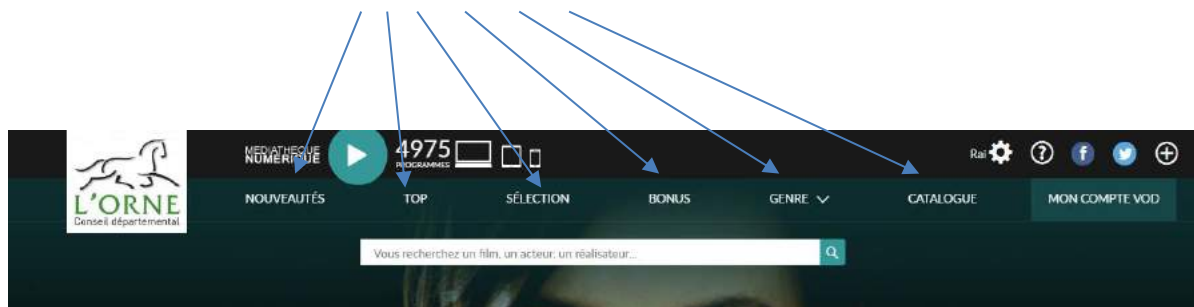 MEDIATHEQUE
NUMÉRIQUE
4975
PROGRAMMES
Rai
L'ORNE
Conseil départemental
NOUVEAUTÉS TOP SÉLECTION BONUS GENRE CATALOGUE MON COMPTE VOD
Vous recherchez un film, un acteur, un réalisateur...